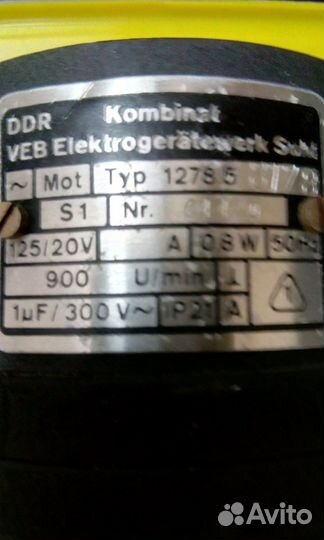 DDR Kombinat
VEB Elektrogerätewerk Suhl
~ Mot Typ 1278.5
S1 Nr.
125/20V A 0,8 W 50Hz
900 U/min
1µF/300 V~ IP21 A
Avito